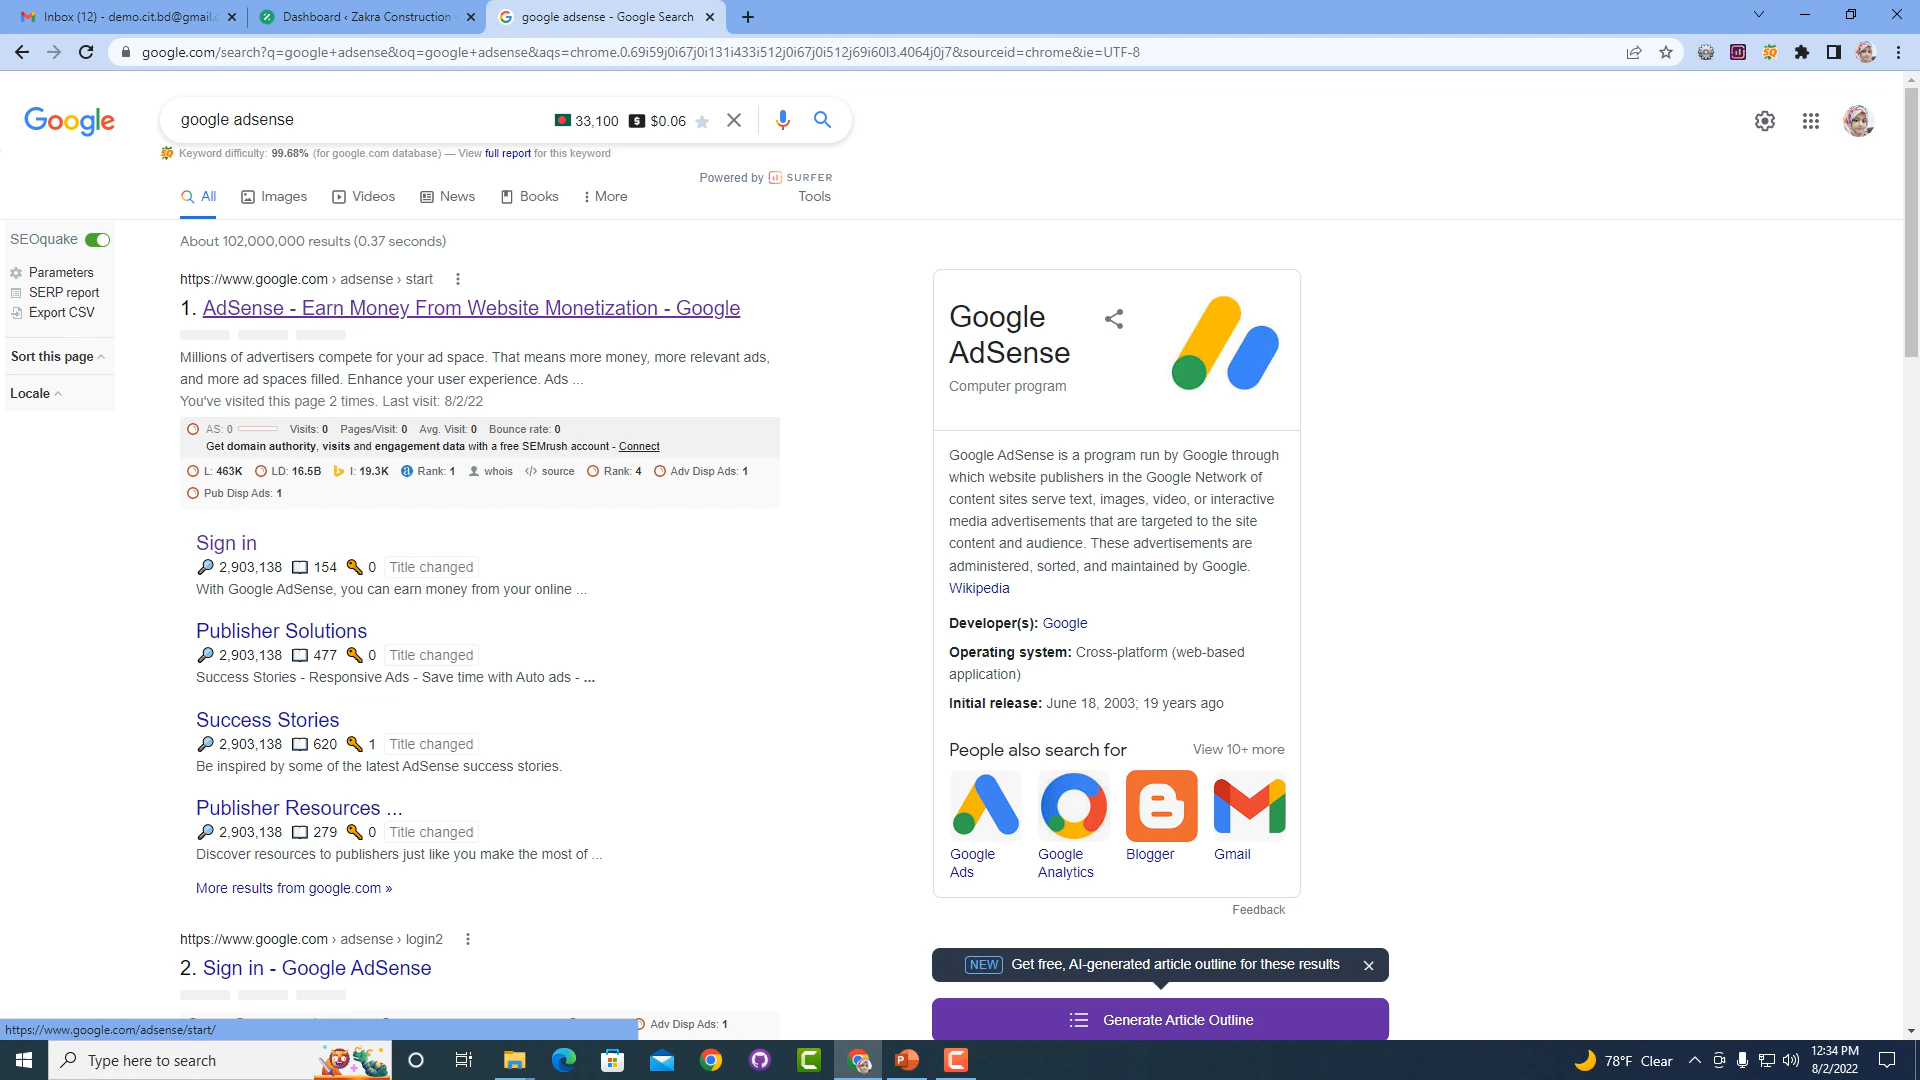 Inbox (12) - demo.cit.bd@gmail.c
Dashboard ‹ Zakra Construction -
google adsense - Google Search
google.com/search?q=google+adsense&oq=google+adsense&aqs=chrome.0.69i59j0i67j0i131i433i512j0i67j0i512j69i60l3.4064j0j7&sourceid=chrome&ie=UTF-8
Google
google adsense
33,100
$0.06
Keyword difficulty: 99.68% (for google.com database) — View full report for this keyword
Powered by SURFER
All
Images
Videos
News
Books
More
Tools
SEOquake
Parameters
SERP report
Export CSV
Sort this page
Locale
About 102,000,000 results (0.37 seconds)
https://www.google.com › adsense › start
1. AdSense - Earn Money From Website Monetization - Google
Millions of advertisers compete for your ad space. That means more money, more relevant ads,
and more ad spaces filled. Enhance your user experience. Ads ...
You've visited this page 2 times. Last visit: 8/2/22
AS: 0 Visits: 0 Pages/Visit: 0 Avg. Visit: 0 Bounce rate: 0
Get domain authority, visits and engagement data with a free SEMrush account - Connect
L: 463K LD: 16.5B I: 19.3K Rank: 1 whois source Rank: 4 Adv Disp Ads: 1
Pub Disp Ads: 1
Sign in
2,903,138 154 0 Title changed
With Google AdSense, you can earn money from your online ...
Publisher Solutions
2,903,138 477 0 Title changed
Success Stories - Responsive Ads - Save time with Auto ads - ...
Success Stories
2,903,138 620 1 Title changed
Be inspired by some of the latest AdSense success stories.
Publisher Resources ...
2,903,138 279 0 Title changed
Discover resources to publishers just like you make the most of ...
More results from google.com »
https://www.google.com › adsense › login2
2. Sign in - Google AdSense
Adv Disp Ads: 1
https://www.google.com/adsense/start/
Google
AdSense
Computer program
Google AdSense is a program run by Google through
which website publishers in the Google Network of
content sites serve text, images, video, or interactive
media advertisements that are targeted to the site
content and audience. These advertisements are
administered, sorted, and maintained by Google.
Wikipedia
Developer(s): Google
Operating system: Cross-platform (web-based
application)
Initial release: June 18, 2003; 19 years ago
People also search for
View 10+ more
Google
Ads
Google
Analytics
Blogger
Gmail
Feedback
NEW Get free, AI-generated article outline for these results
Generate Article Outline
Type here to search
78°F Clear
12:34 PM
8/2/2022